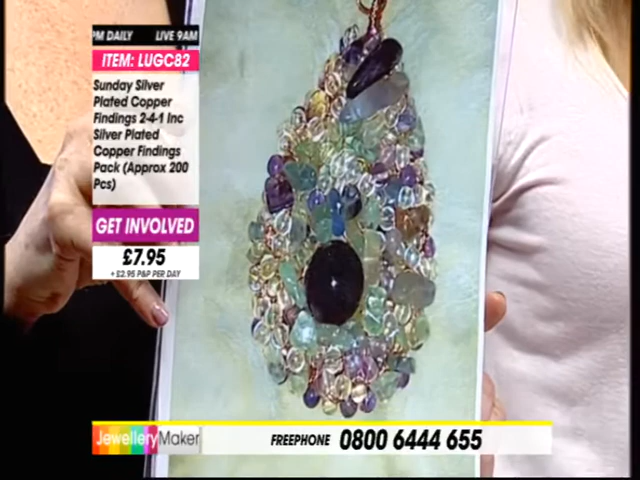 PM DAILY LIVE 9AM
ITEM: LUGC82
Sunday Silver
Plated Copper
Findings 2-4-1 Inc
Silver Plated
Copper Findings
Pack (Approx 200
Pcs)
GET INVOLVED
£7.95
+£2.95 P&P PER DAY
JewelleryMaker
FREEPHONE 0800 6444 655